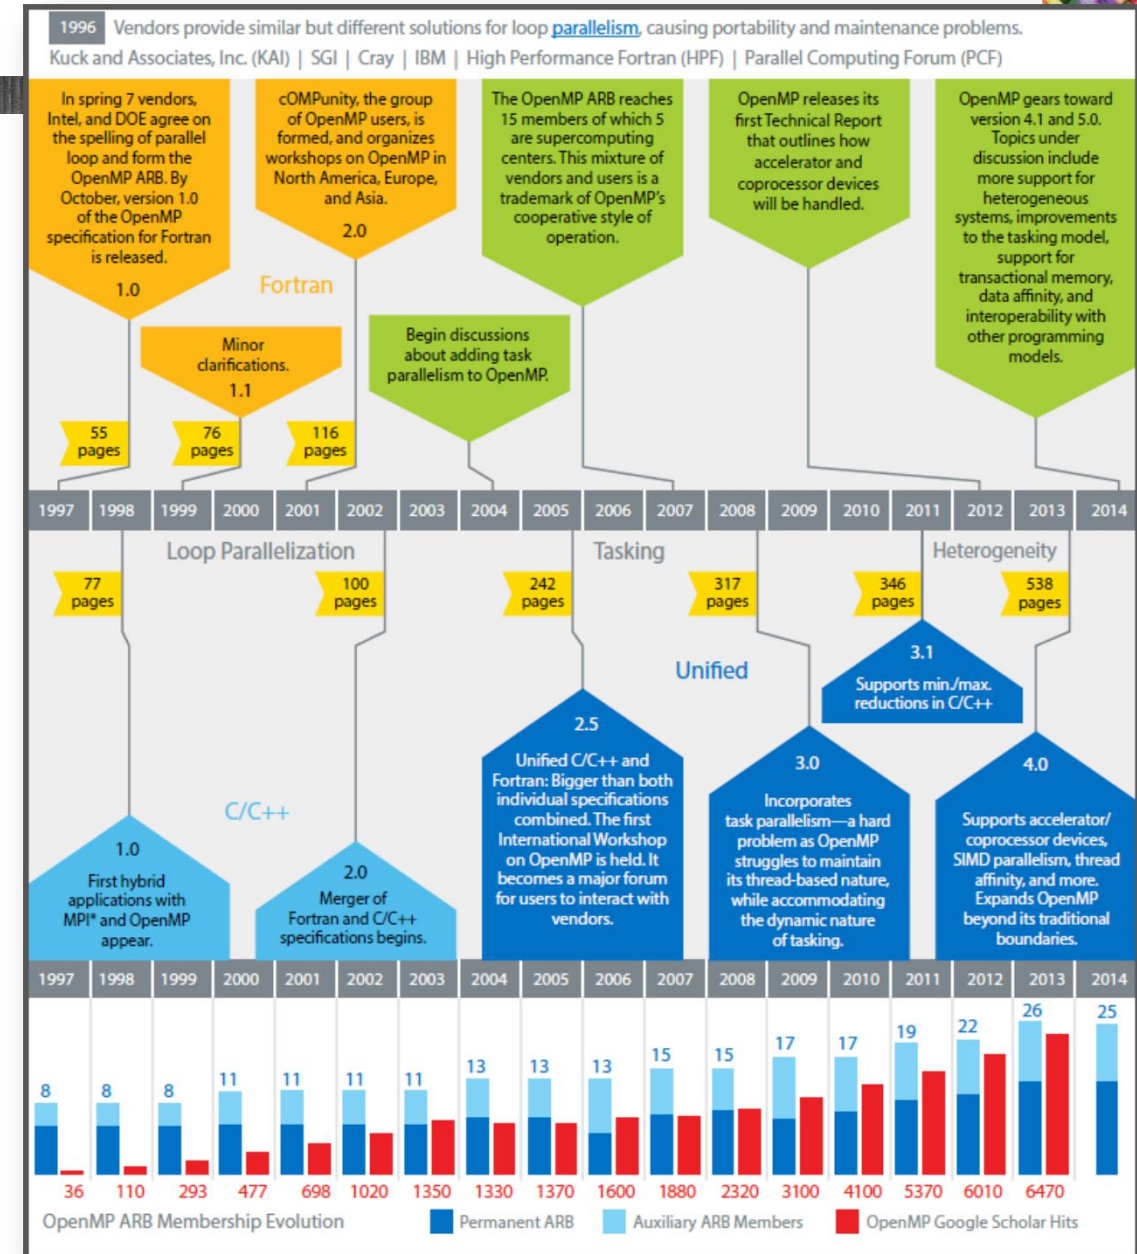 1996 Vendors provide similar but different solutions for loop parallelism, causing portability and maintenance problems.
Kuck and Associates, Inc. (KAI) | SGI | Cray | IBM | High Performance Fortran (HPF) | Parallel Computing Forum (PCF)
In spring 7 vendors,
Intel, and DOE agree on
the spelling of parallel
loop and form the
OpenMP ARB. By
October, version 1.0
of the OpenMP
specification for Fortran
is released.
1.0
cOMPunity, the group
of OpenMP users, is
formed, and organizes
workshops on OpenMP in
North America, Europe,
and Asia.
2.0
The OpenMP ARB reaches
15 members of which 5
are supercomputing
centers. This mixture of
vendors and users is a
trademark of OpenMP's
cooperative style of
operation.
OpenMP releases its
first Technical Report
that outlines how
accelerator and
coprocessor devices
will be handled.
OpenMP gears toward
version 4.1 and 5.0.
Topics under
discussion include
more support for
heterogeneous
systems, improvements
to the tasking model,
support for
transactional memory,
data affinity, and
interoperability with
other programming
models.
Fortran
Minor
clarifications.
1.1
Begin discussions
about adding task
parallelism to OpenMP.
55
pages
76
pages
116
pages
1997 1998 1999 2000 2001 2002 2003 2004 2005 2006 2007 2008 2009 2010 2011 2012 2013 2014
Loop Parallelization Tasking Heterogeneity
77
pages
100
pages
242
pages
317
pages
346
pages
538
pages
Unified
3.1
Supports min./max.
reductions in C/C++
2.5
Unified C/C++ and
Fortran: Bigger than both
individual specifications
combined. The first
International Workshop
on OpenMP is held. It
becomes a major forum
for users to interact with
vendors.
3.0
Incorporates
task parallelism—a hard
problem as OpenMP
struggles to maintain
its thread-based nature,
while accommodating
the dynamic nature
of tasking.
4.0
Supports accelerator/
coprocessor devices,
SIMD parallelism, thread
affinity, and more.
Expands OpenMP
beyond its traditional
boundaries.
C/C++
1.0
First hybrid
applications with
MPI* and OpenMP
appear.
2.0
Merger of
Fortran and C/C++
specifications begins.
1997 1998 1999 2000 2001 2002 2003 2004 2005 2006 2007 2008 2009 2010 2011 2012 2013 2014
8 8 8 11 11 11 11 13 13 13 15 15 17 17 19 22 26 25
36 110 293 477 698 1020 1350 1330 1370 1600 1880 2320 3100 4100 5370 6010 6470
OpenMP ARB Membership Evolution Permanent ARB Auxiliary ARB Members OpenMP Google Scholar Hits